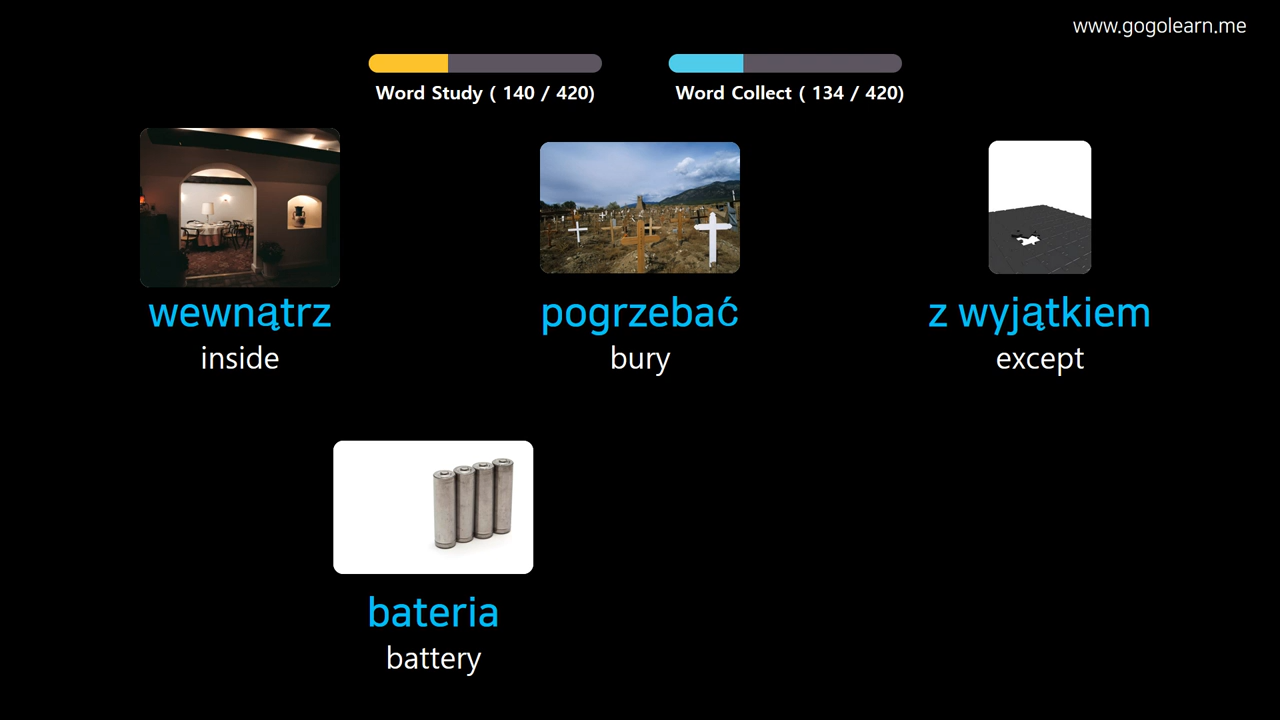 www.gogolearn.me
Word Study ( 140 / 420)
Word Collect ( 134 / 420)
wewnątrz
inside
pogrzebać
bury
z wyjątkiem
except
bateria
battery